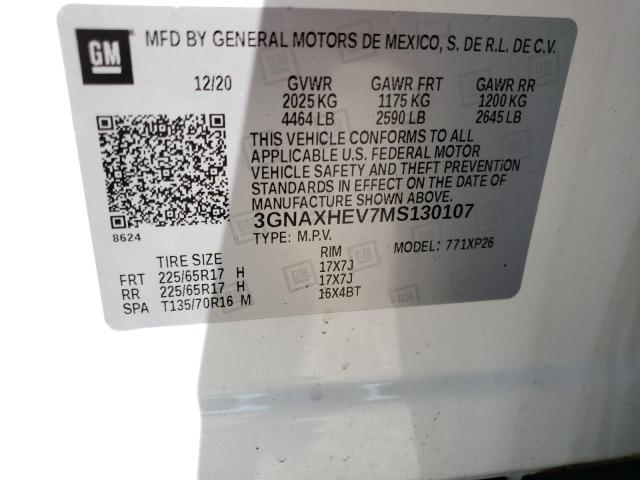 GM MFD BY GENERAL MOTORS DE MEXICO, S. DE R.L. DE C.V.
12/20 GVWR GAWR FRT GAWR RR
2025 KG 1175 KG 1200 KG
4464 LB 2590 LB 2645 LB
THIS VEHICLE CONFORMS TO ALL
APPLICABLE U.S. FEDERAL MOTOR
VEHICLE SAFETY AND THEFT PREVENTION
STANDARDS IN EFFECT ON THE DATE OF
MANUFACTURE SHOWN ABOVE.
3GNAXHEV7MS130107
8624
TYPE: M.P.V. MODEL: 771XP26
TIRE SIZE RIM
FRT 225/65R17 H 17X7J
RR 225/65R17 H 17X7J
SPA T135/70R16 M 16X4BT